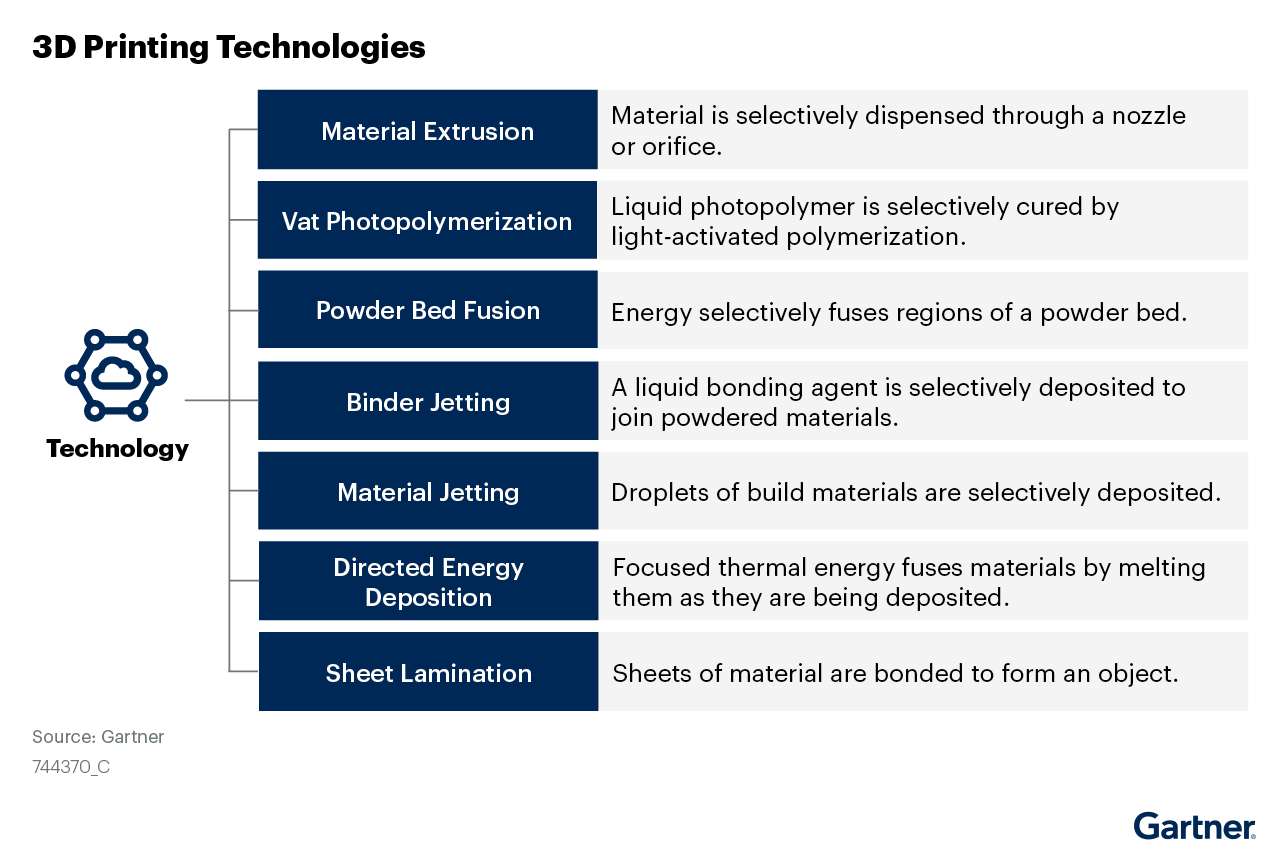 3D Printing Technologies
Material Extrusion
Material is selectively dispensed through a nozzle
or orifice.
Vat Photopolymerization
Liquid photopolymer is selectively cured by
light-activated polymerization.
Powder Bed Fusion
Energy selectively fuses regions of a powder bed.
Binder Jetting
A liquid bonding agent is selectively deposited to
join powdered materials.
Technology
Material Jetting
Droplets of build materials are selectively deposited.
Directed Energy
Deposition
Focused thermal energy fuses materials by melting
them as they are being deposited.
Sheet Lamination
Sheets of material are bonded to form an object.
Source: Gartner
744370_C
Gartner®